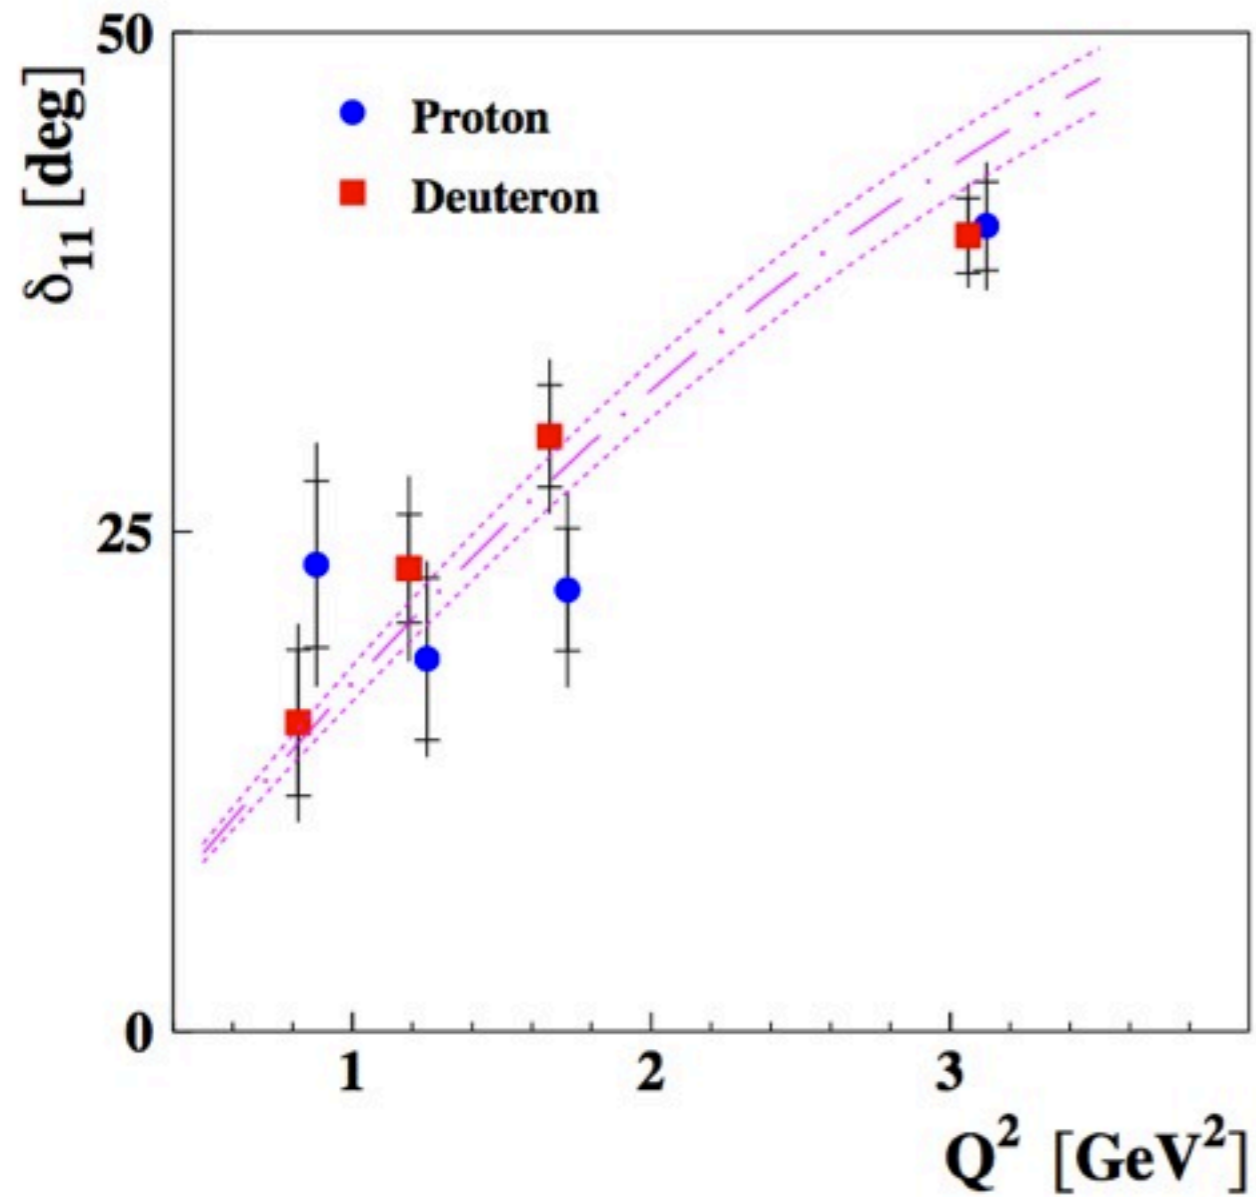 50
δ₁₁ [deg]
Proton
Deuteron
25
0
1 2 3
Q² [GeV²]